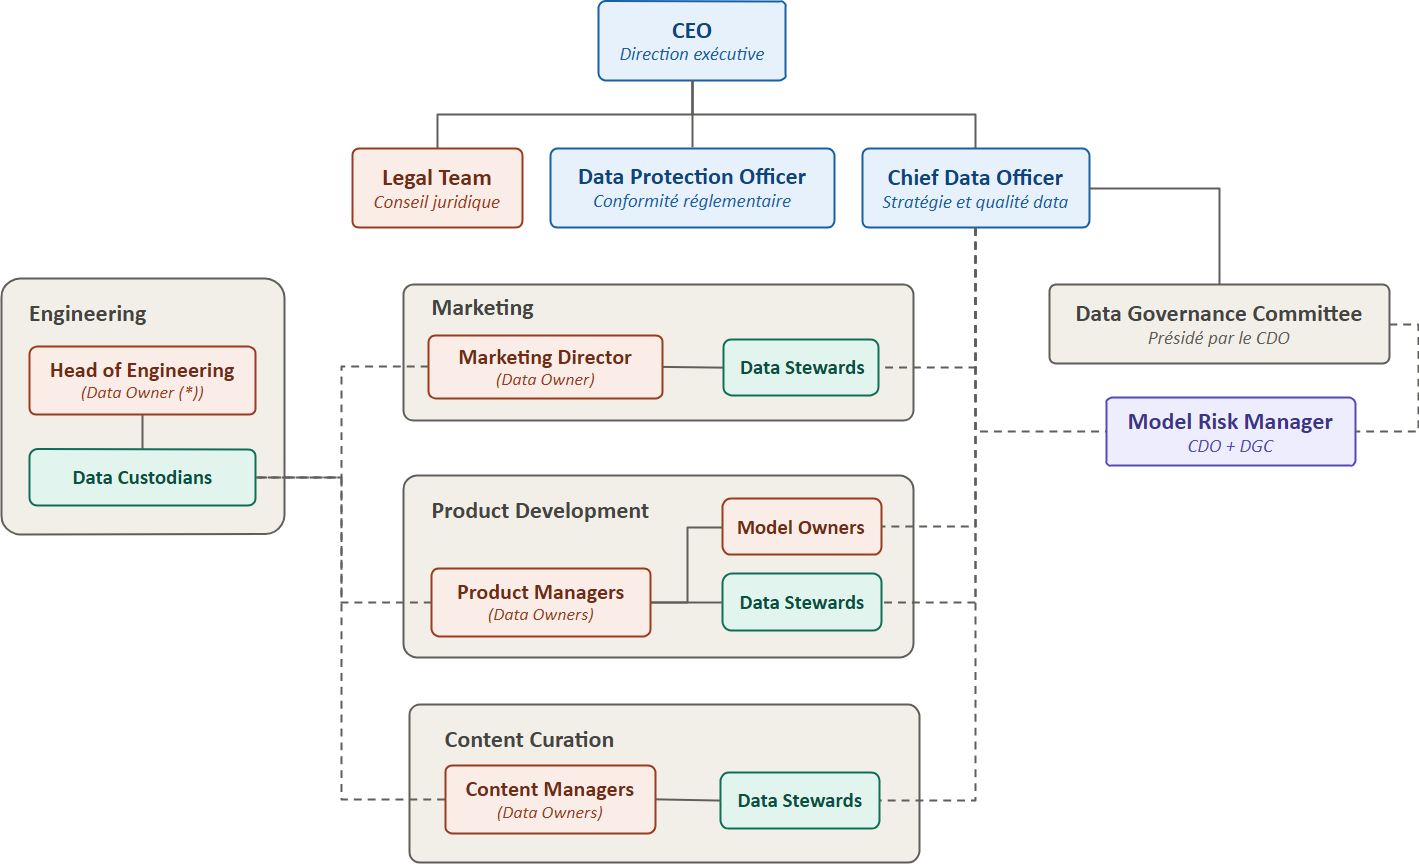 CEO
Direction exécutive
Legal Team
Conseil juridique
Data Protection Officer
Conformité réglementaire
Chief Data Officer
Stratégie et qualité data
Engineering
Head of Engineering
(Data Owner (*))
Data Custodians
Marketing
Marketing Director
(Data Owner)
Data Stewards
Data Governance Committee
Présidé par le CDO
Model Risk Manager
CDO + DGC
Product Development
Model Owners
Product Managers
(Data Owners)
Data Stewards
Content Curation
Content Managers
(Data Owners)
Data Stewards